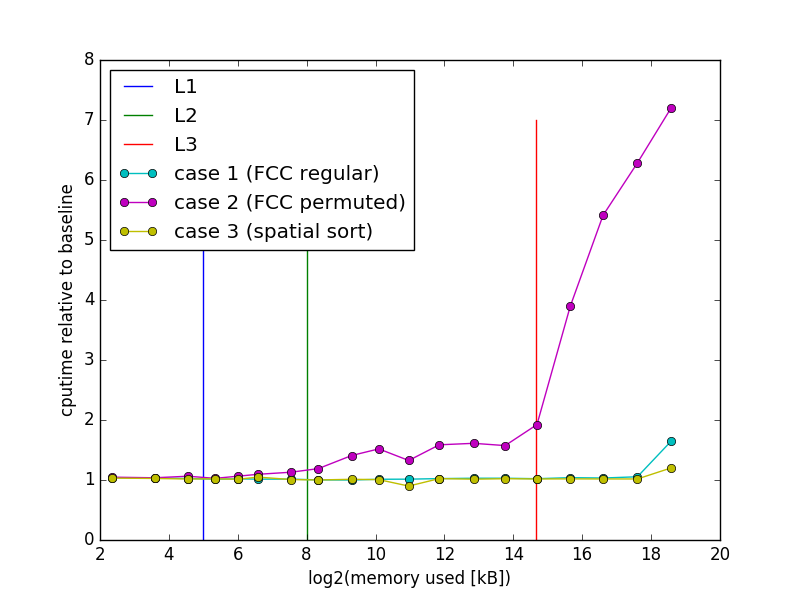 8
7
6
5
4
3
2
1
0
cputime relative to baseline
L1
L2
L3
case 1 (FCC regular)
case 2 (FCC permuted)
case 3 (spatial sort)
2 4 6 8 10 12 14 16 18 20
log2(memory used [kB])